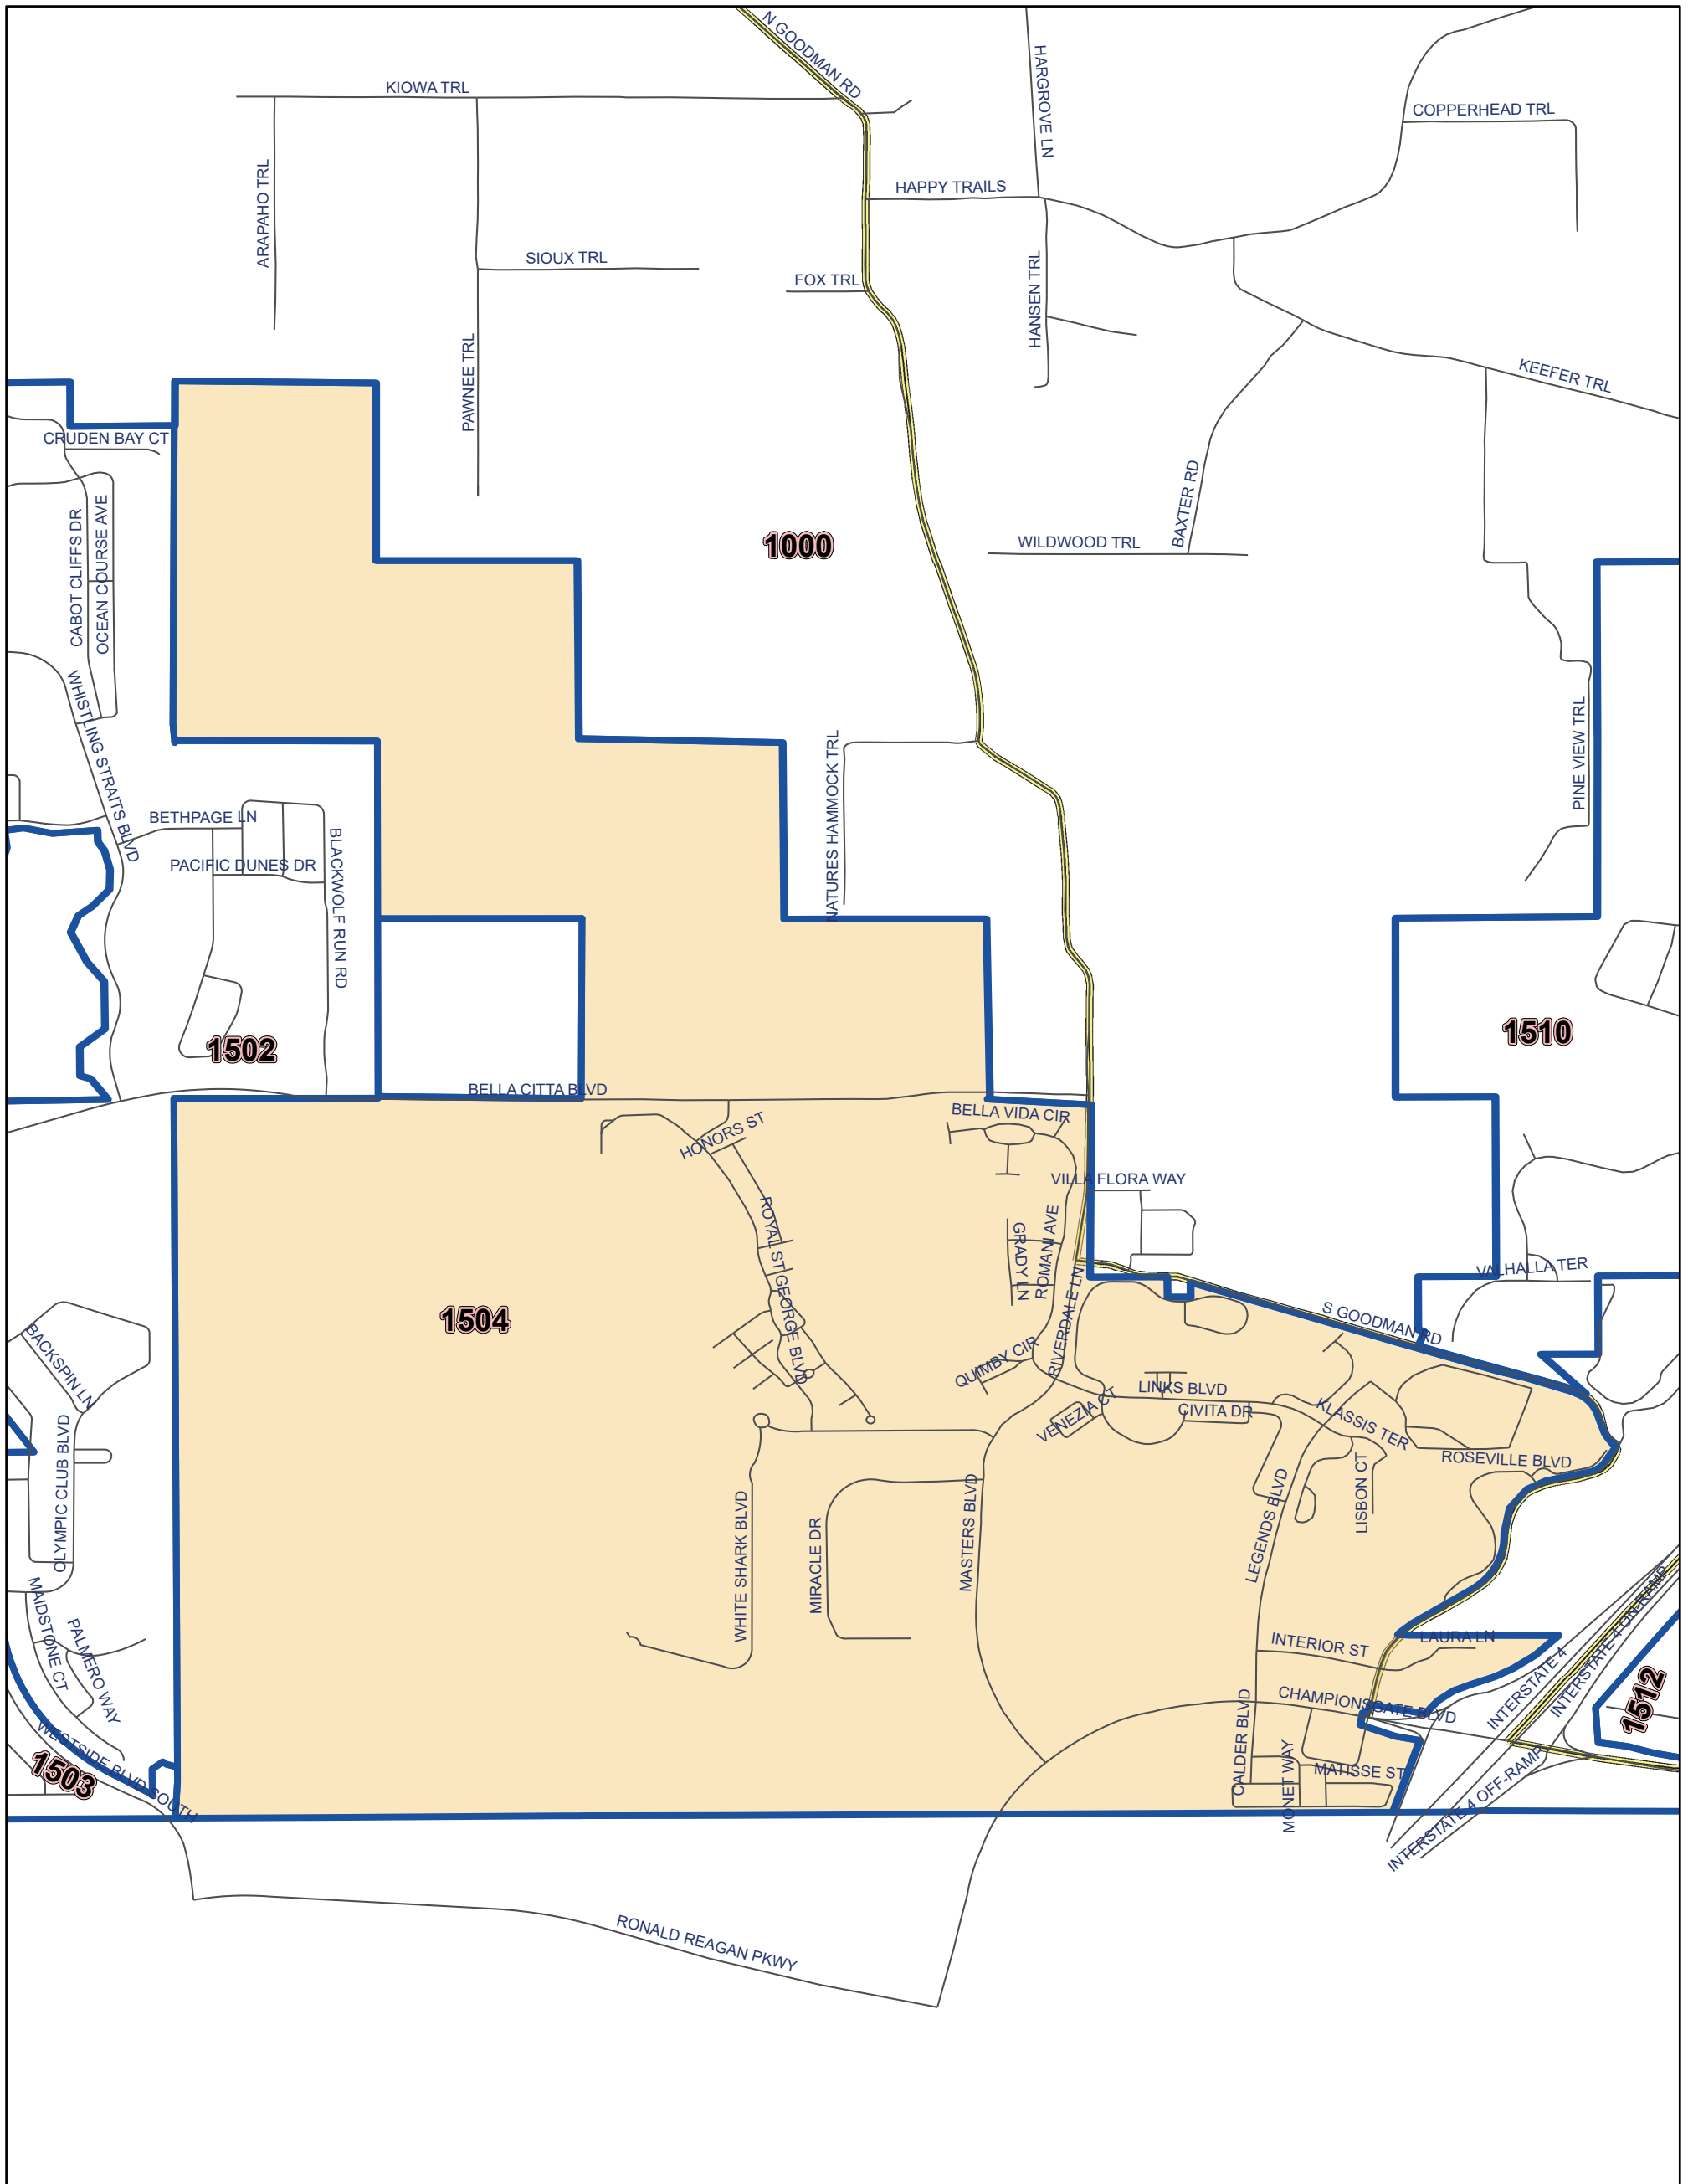 N GOODMAN RD
HARGROVE LN
KIOWA TRL
COPPERHEAD TRL
ARAPAHO TRL
HAPPY TRAILS
SIOUX TRL
FOX TRL
HANSEN TRL
PAWNEE TRL
KEEFER TRL
CRUDEN BAY CT
CABOT CLIFFS DR
OCEAN COURSE AVE
BAXTER RD
1000
WILDWOOD TRL
WHISTLING STRAITS BLVD
NATURES HAMMOCK TRL
PINE VIEW TRL
BETHPAGE LN
PACIFIC DUNES DR
BLACKWOLF RUN RD
1502
1510
BELLA CITTA BLVD
BELLA VIDA CIR
HONORS ST
VILLA FLORA WAY
ROYAL ST GEORGE BLVD
GRADY LN
ROMANI AVE
RIVERDALE LN
VALHALLA TER
1504
S GOODMAN RD
BACKSPIN LN
QUIMBY CIR
LINKS BLVD
VENEZIA CT
CIVITA DR
KLASSIS TER
ROSEVILLE BLVD
OLYMPIC CLUB BLVD
LISBON CT
LEGENDS BLVD
WHITE SHARK BLVD
MIRACLE DR
MASTERS BLVD
MAIDSTONE CT
PALMERO WAY
INTERIOR ST
LAURA LN
INTERSTATE 4
INTERSTATE 4 ON-RAMP
1512
CHAMPIONSGATE BLVD
CALDER BLVD
MONET WAY
MATISSE ST
WESTSIDE BLVD SOUTH
1503
INTERSTATE 4 OFF-RAMP
RONALD REAGAN PKWY